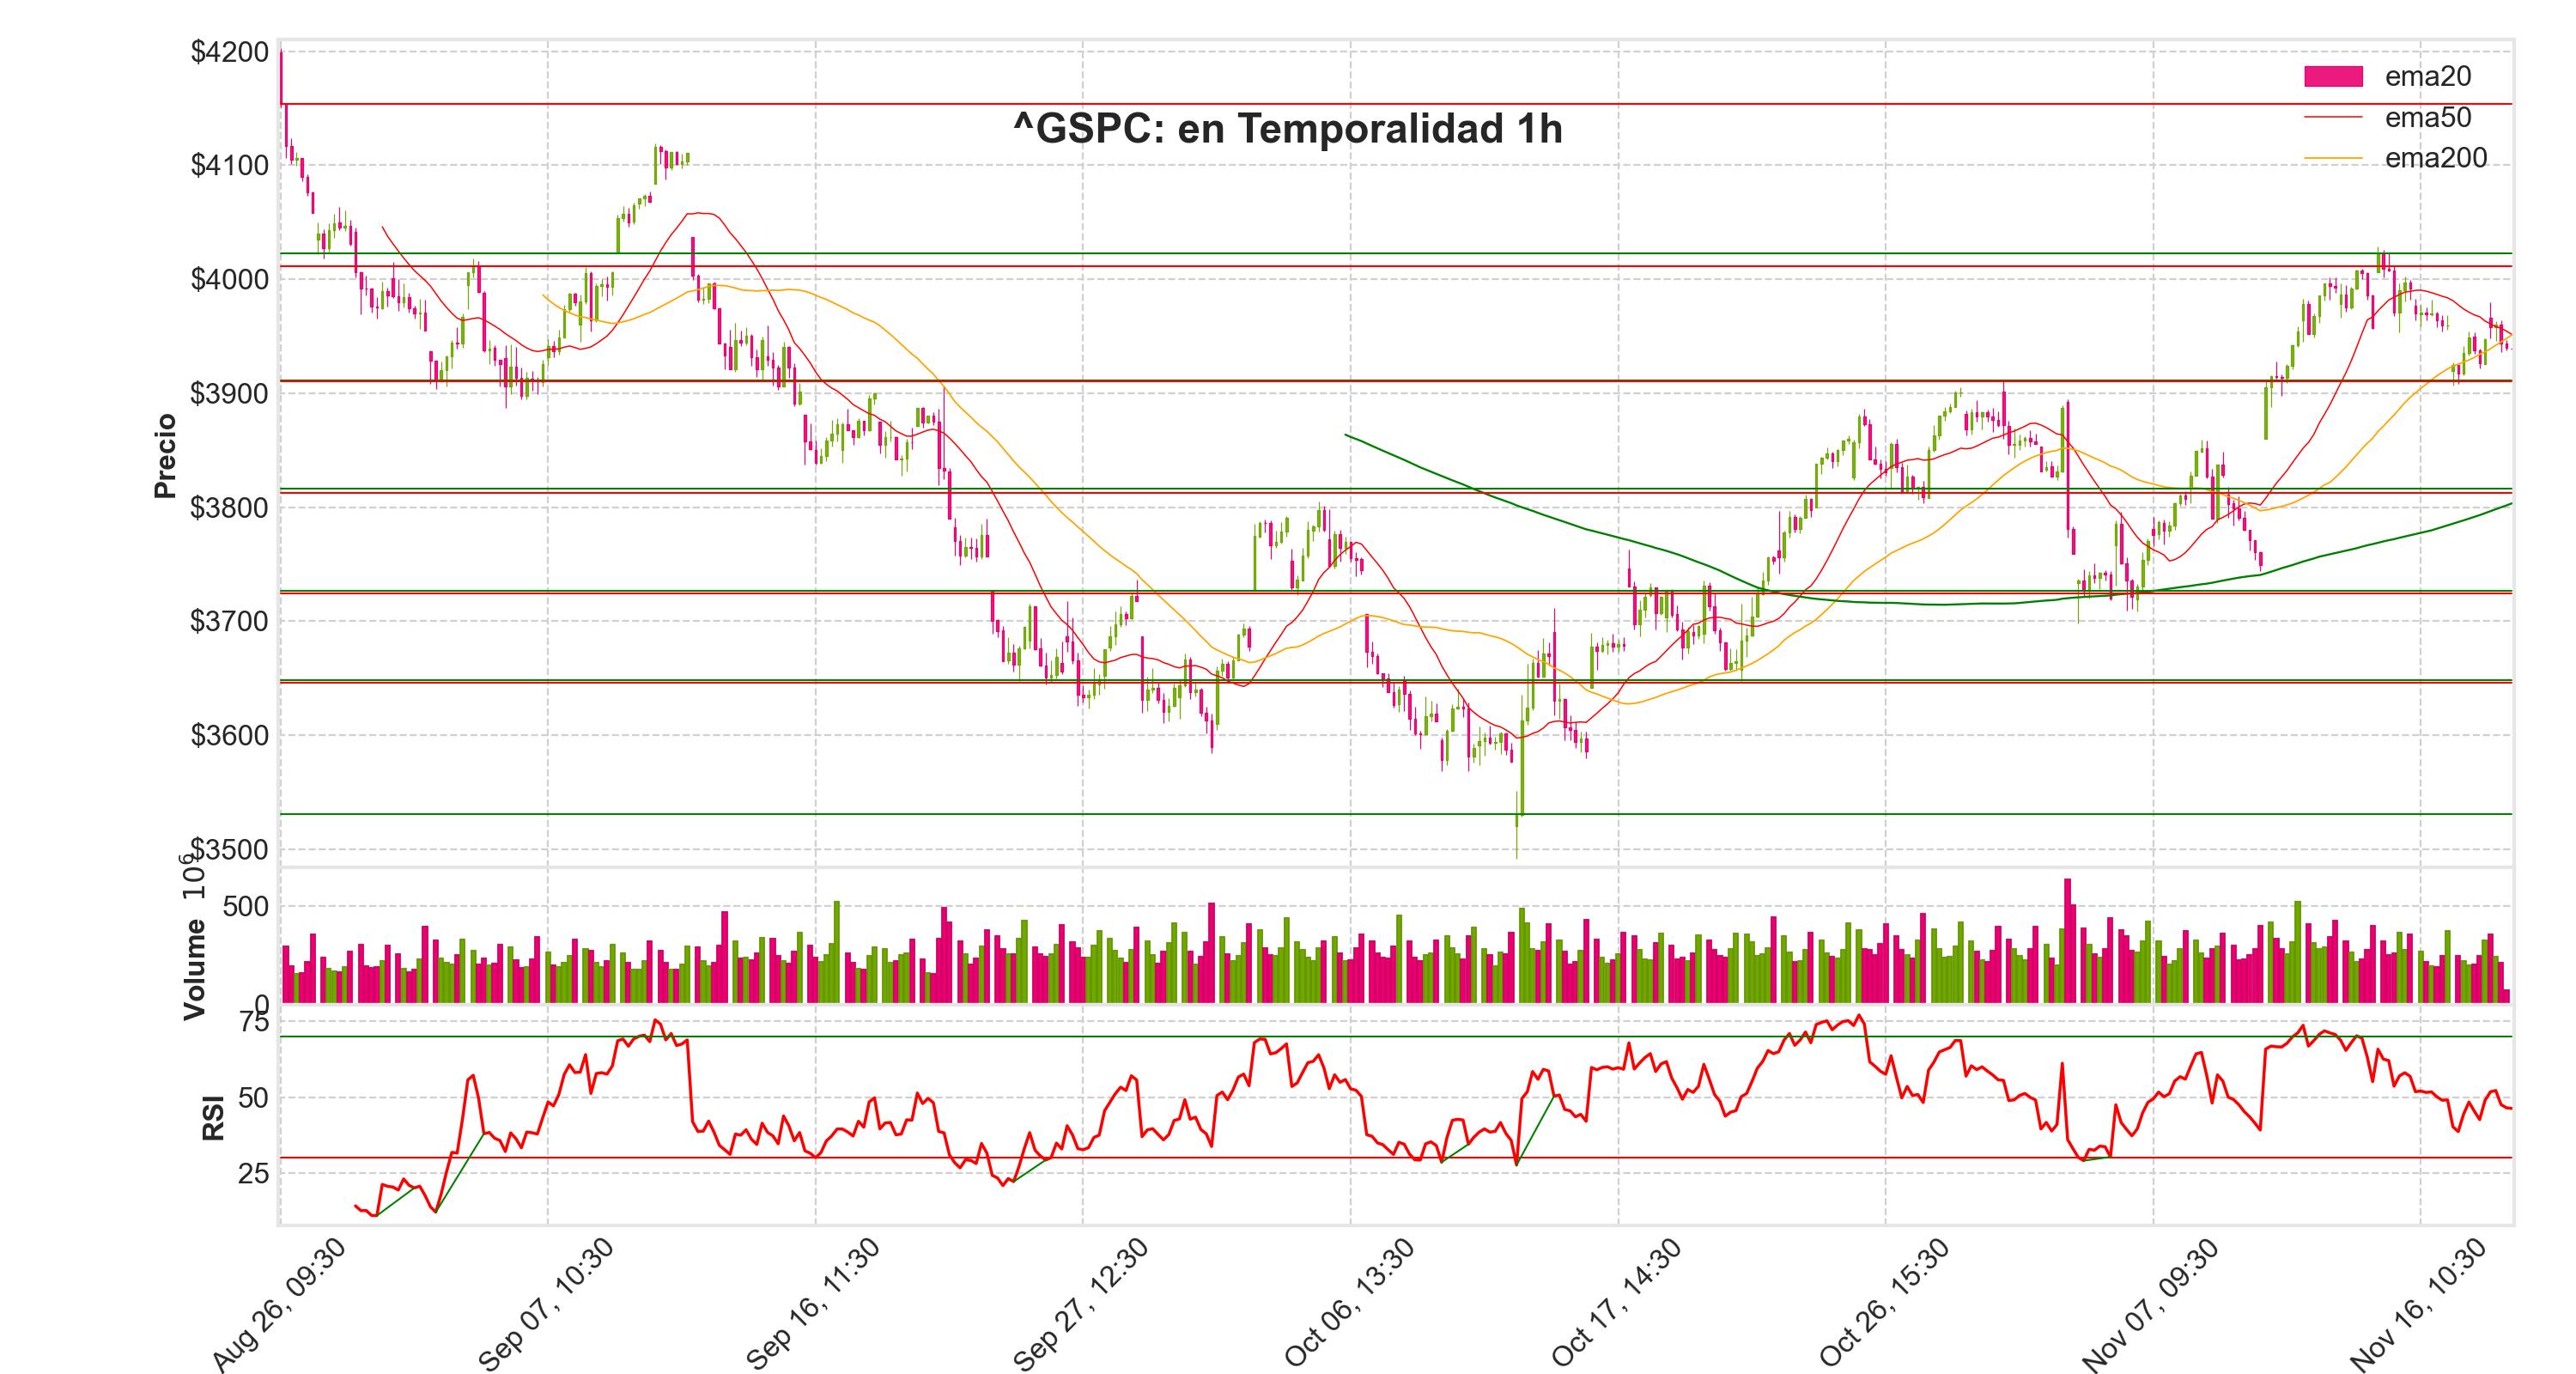 ^GSPC: en Temporalidad 1h
ema20
ema50
ema200
Precio
$4200
$4100
$4000
$3900
$3800
$3700
$3600
$3500
Volume 10⁶
500
0
RSI
75
50
25
Aug 26, 09:30
Sep 07, 10:30
Sep 16, 11:30
Sep 27, 12:30
Oct 06, 13:30
Oct 17, 14:30
Oct 26, 15:30
Nov 07, 09:30
Nov 16, 10:30